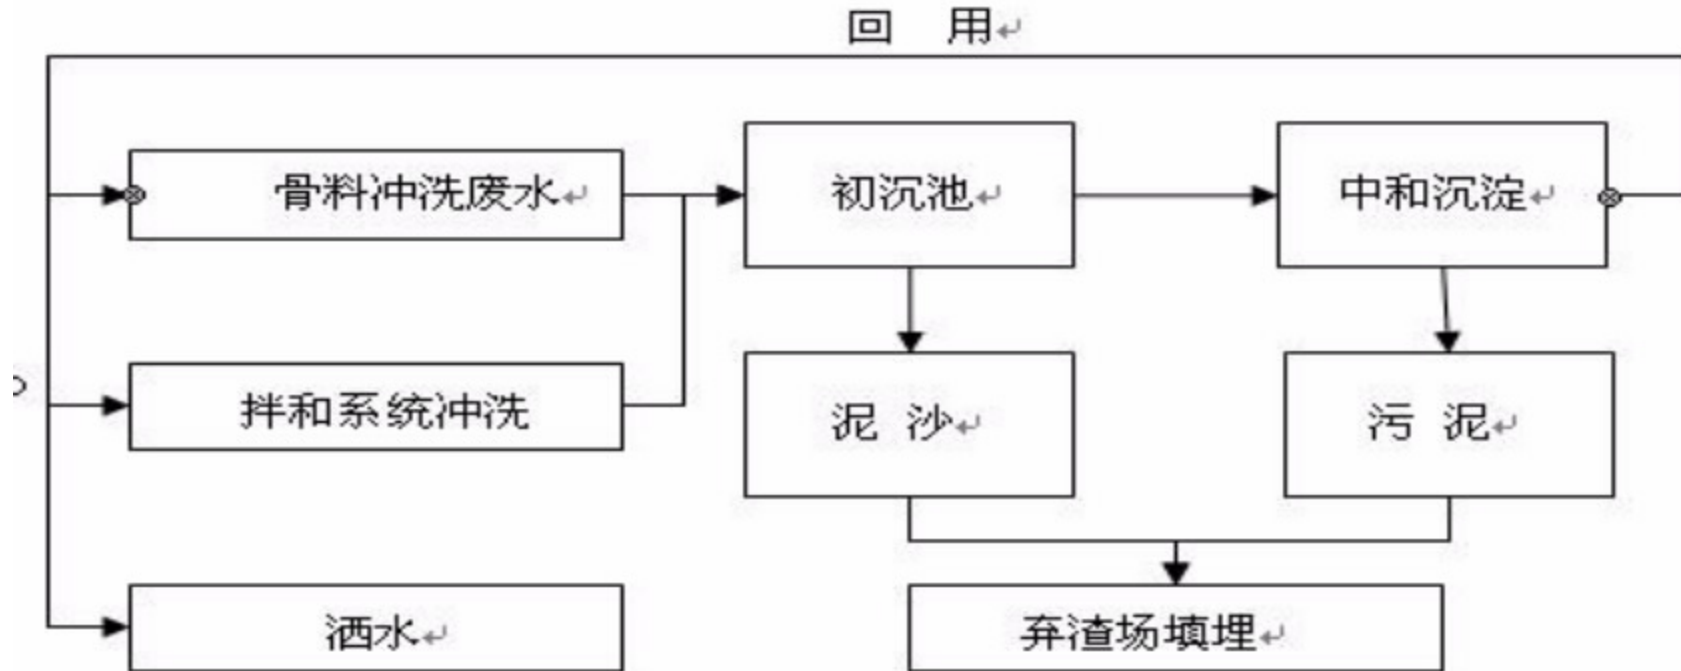 回 用
骨料冲洗废水
初沉池
中和沉淀
拌和系统冲洗
泥 沙
污 泥
洒水
弃渣场填埋